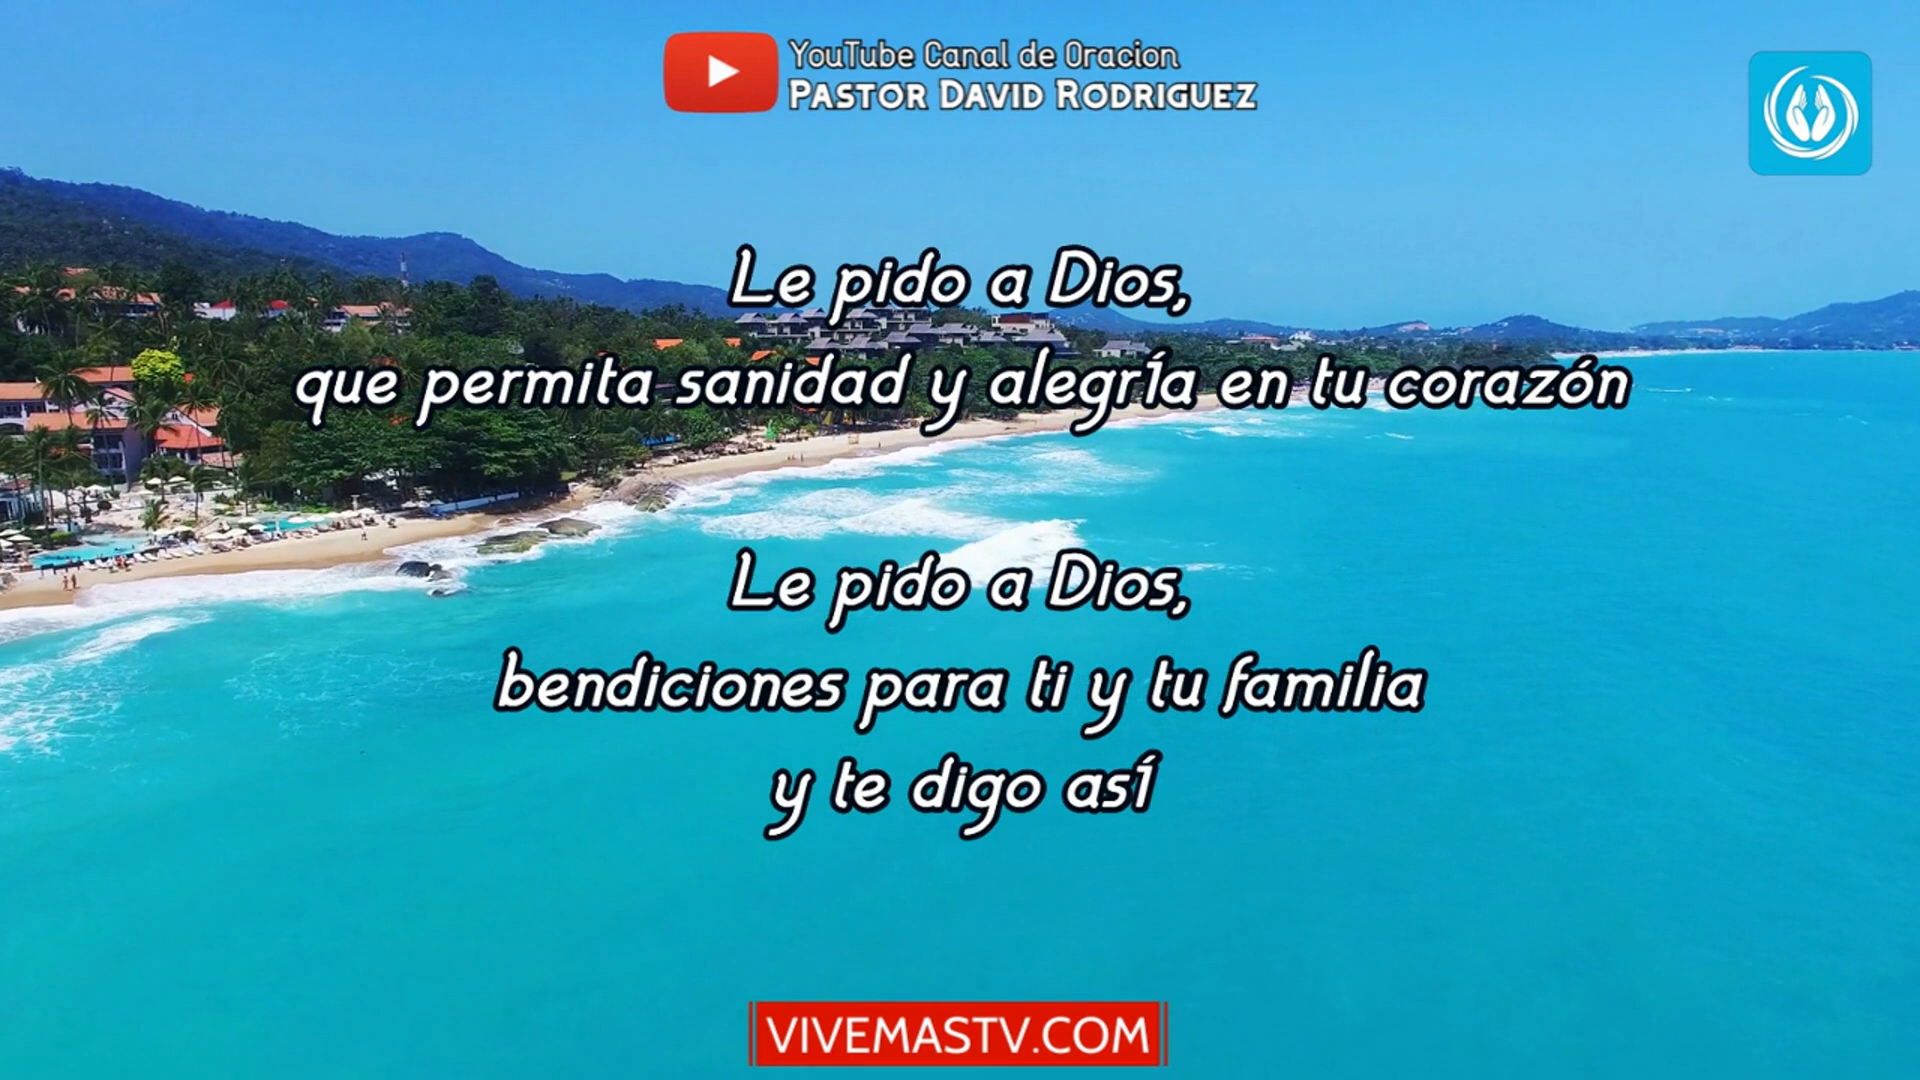 YouTube Canal de Oracion
PASTOR DAVID RODRIGUEZ
Le pido a Dios,
que permita sanidad y alegría en tu corazón
Le pido a Dios,
bendiciones para ti y tu familia
y te digo así
VIVEMASTV.COM